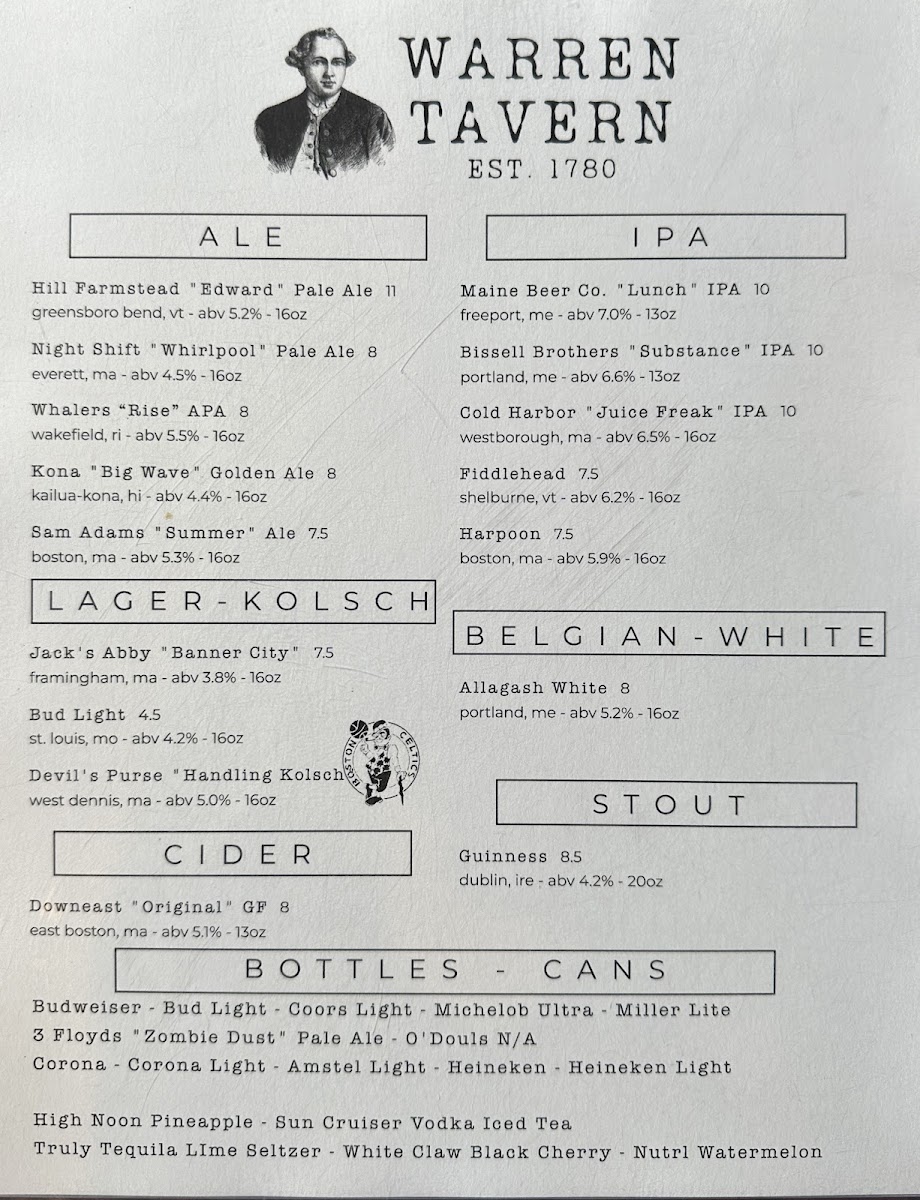 WARREN
TAVERN
EST. 1780
ALE
Hill Farmstead "Edward" Pale Ale 11
greensboro bend, vt - abv 5.2% - 16oz
Night Shift "Whirlpool" Pale Ale 8
everett, ma - abv 4.5% - 16oz
Whalers “Rise” APA 8
wakefield, ri - abv 5.5% - 16oz
Kona "Big Wave" Golden Ale 8
kailua-kona, hi - abv 4.4% - 16oz
Sam Adams "Summer" Ale 7.5
boston, ma - abv 5.3% - 16oz
LAGER-KOLSCH
Jack's Abby "Banner City" 7.5
framingham, ma - abv 3.8% - 16oz
Bud Light 4.5
st. louis, mo - abv 4.2% - 16oz
Devil's Purse "Handling Kolsch
west dennis, ma - abv 5.0% - 16oz
BOSTON CELTICS
CIDER
Downeast "Original" GF 8
east boston, ma - abv 5.1% - 13oz
IPA
Maine Beer Co. "Lunch" IPA 10
freeport, me - abv 7.0% - 13oz
Bissell Brothers "Substance" IPA 10
portland, me - abv 6.6% - 13oz
Cold Harbor "Juice Freak" IPA 10
westborough, ma - abv 6.5% - 16oz
Fiddlehead 7.5
shelburne, vt - abv 6.2% - 16oz
Harpoon 7.5
boston, ma - abv 5.9% - 16oz
BELGIAN-WHITE
Allagash White 8
portland, me - abv 5.2% - 16oz
STOUT
Guinness 8.5
dublin, ire - abv 4.2% - 20oz
BOTTLES - CANS
Budweiser - Bud Light - Coors Light - Michelob Ultra - Miller Lite
3 Floyds "Zombie Dust" Pale Ale - O'Douls N/A
Corona - Corona Light - Amstel Light - Heineken - Heineken Light
High Noon Pineapple - Sun Cruiser Vodka Iced Tea
Truly Tequila LIme Seltzer - White Claw Black Cherry - Nutrl Watermelon